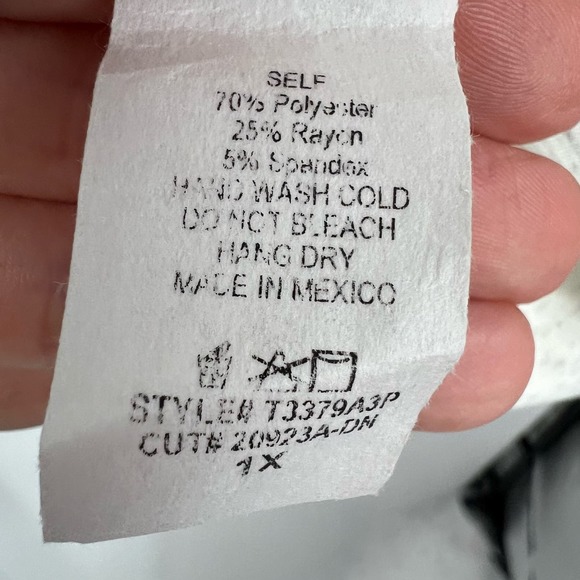 SELF
70% Polyester
25% Rayon
5% Spandex
HAND WASH COLD
DO NOT BLEACH
HANG DRY
MADE IN MEXICO
STYLE# T3379A3P
CUT# 20923A-DN
1X